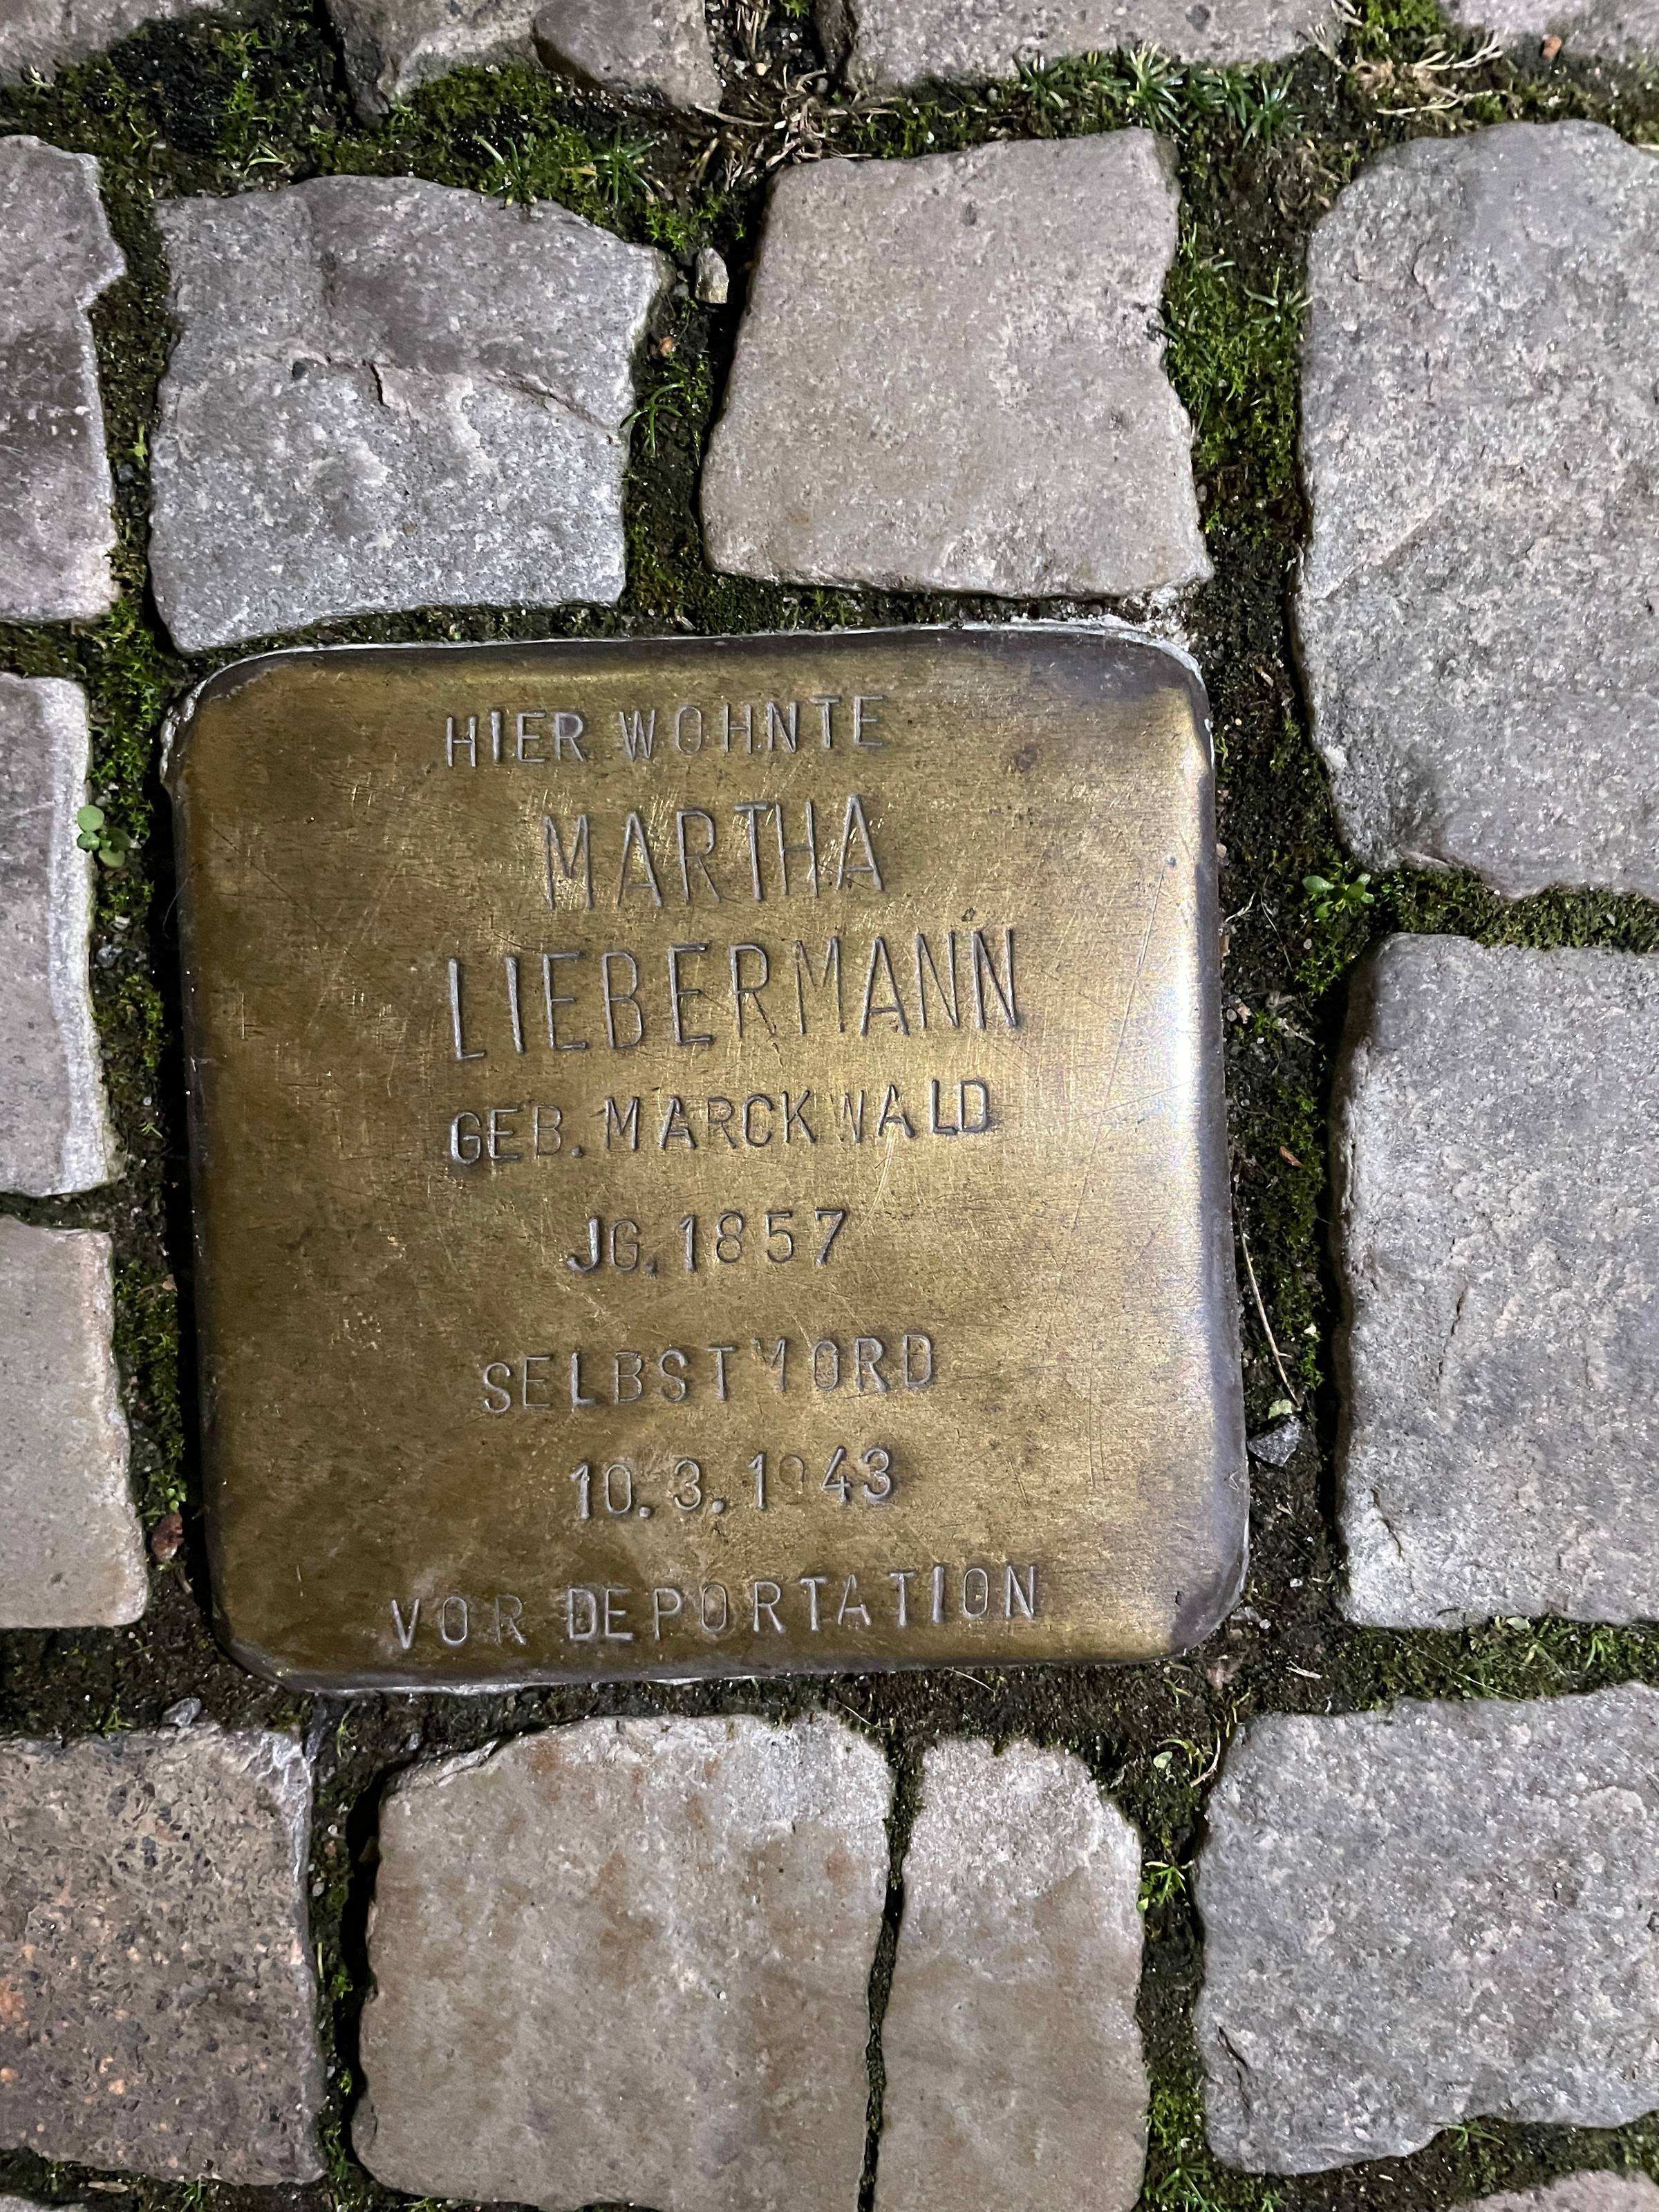 HIER WOHNTE
MARTHA
LIEBERMANN
GEB. MARCKWALD
JG. 1857
SELBSTMORD
10.3.1943
VOR DEPORTATION